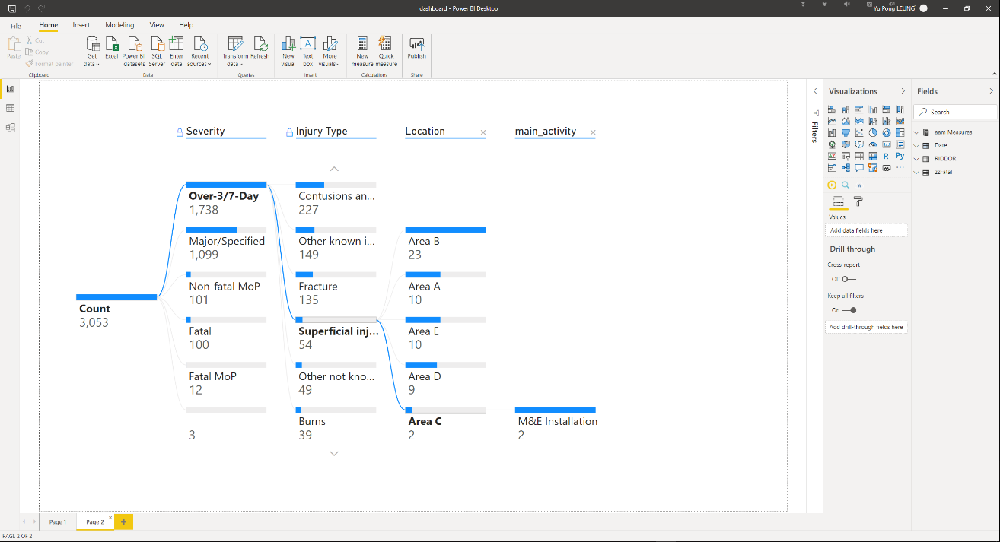 dashboard - Power BI Desktop
Yu Pong LEUNG
File
Home
Insert
Modeling
View
Help
Paste
Cut
Copy
Format painter
Clipboard
Get data
Excel
Power BI datasets
SQL Server
Enter data
Recent sources
Data
Transform data
Refresh
Queries
New visual
Text box
More visuals
Insert
New measure
Quick measure
Calculations
Publish
Share
Severity
Injury Type
Location
main_activity
Count
3,053
Over-3/7-Day
1,738
Major/Specified
1,099
Non-fatal MoP
101
Fatal
100
Fatal MoP
12
3
Contusions an...
227
Other known i...
149
Fracture
135
Superficial inj...
54
Other not kno...
49
Burns
39
Area B
23
Area A
10
Area E
10
Area D
9
Area C
2
M&E Installation
2
Filters
Visualizations
R
Py
Values
Add data fields here
Drill through
Cross-report
Off
Keep all filters
On
Add drill-through fields here
Fields
Search
aam Measures
Date
RIDDOR
zzFatal
Page 1
Page 2
PAGE 2 OF 2